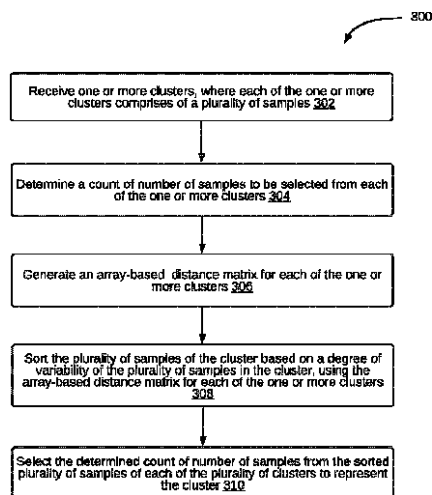 300
Receive one or more clusters, where each of the one or more
clusters comprises of a plurality of samples 302
Determine a count of number of samples to be selected from each
of the one or more clusters 304
Generate an array-based distance matrix for each of the one or
more clusters 306
Sort the plurality of samples of the cluster based on a degree of
variability of the plurality of samples in the cluster, using the
array-based distance matrix for each of the one or more clusters
308
Select the determined count of number of samples from the sorted
plurality of samples of each of the plurality of clusters to represent
the cluster 310